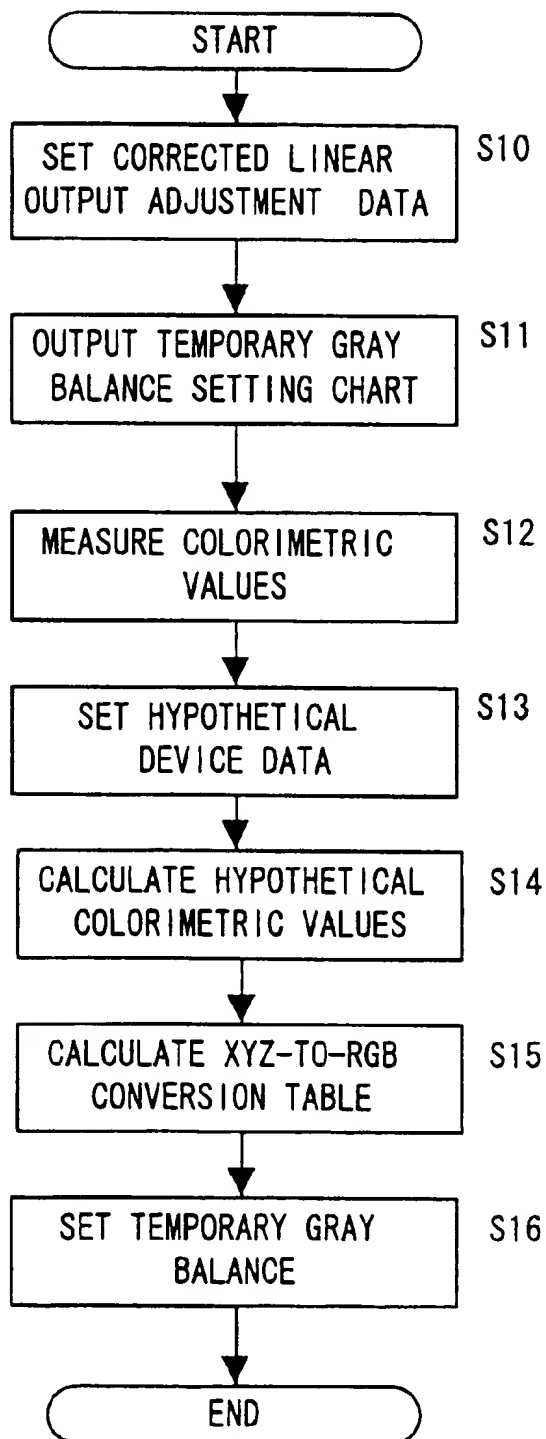 START
SET CORRECTED LINEAR S10
OUTPUT ADJUSTMENT DATA
OUTPUT TEMPORARY GRAY S11
BALANCE SETTING CHART
MEASURE COLORIMETRIC S12
VALUES
SET HYPOTHETICAL S13
DEVICE DATA
CALCULATE HYPOTHETICAL S14
COLORIMETRIC VALUES
CALCULATE XYZ-TO-RGB S15
CONVERSION TABLE
SET TEMPORARY GRAY S16
BALANCE
END